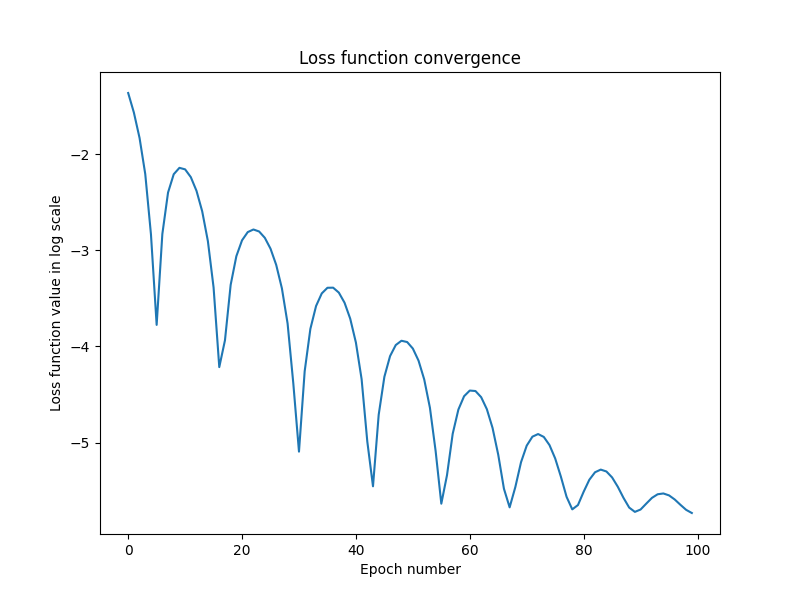 Loss function convergence
Loss function value in log scale
−2
−3
−4
−5
0 20 40 60 80 100
Epoch number